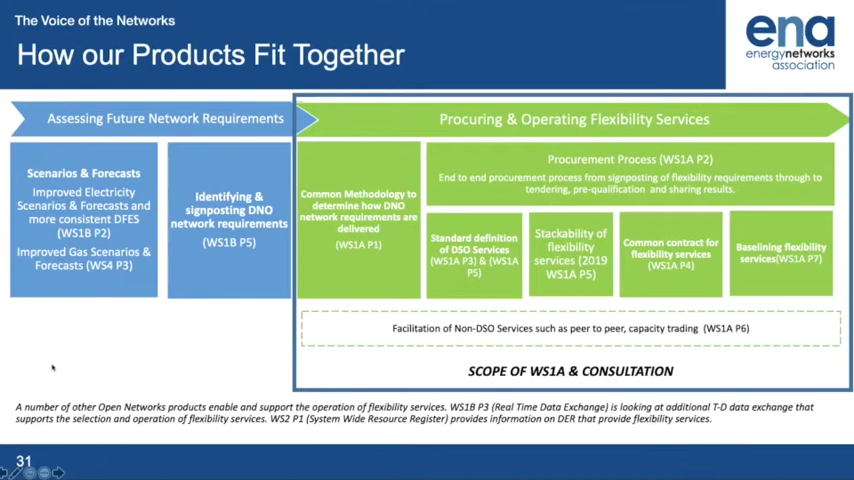 The Voice of the Networks
How our Products Fit Together
ena
energynetworks
association
Assessing Future Network Requirements
Procuring & Operating Flexibility Services
Scenarios & Forecasts
Improved Electricity
Scenarios & Forecasts and
more consistent DFES
(WS1B P2)
Improved Gas Scenarios &
Forecasts (WS4 P3)
Identifying &
signposting DNO
network requirements
(WS1B P5)
Common Methodology to
determine how DNO
network requirements are
delivered
(WS1A P1)
Procurement Process (WS1A P2)
End to end procurement process from signposting of flexibility requirements through to
tendering, pre-qualification and sharing results.
Standard definition
of DSO Services
(WS1A P3) & (WS1A
P5)
Stackability of
flexibility
services (2019
WS1A P5)
Common contract for
flexibility services
(WS1A P4)
Baselining flexibility
services(WS1A P7)
Facilitation of Non-DSO Services such as peer to peer, capacity trading (WS1A P6)
SCOPE OF WS1A & CONSULTATION
A number of other Open Networks products enable and support the operation of flexibility services. WS1B P3 (Real Time Data Exchange) is looking at additional T-D data exchange that
supports the selection and operation of flexibility services. WS2 P1 (System Wide Resource Register) provides information on DER that provide flexibility services.
31